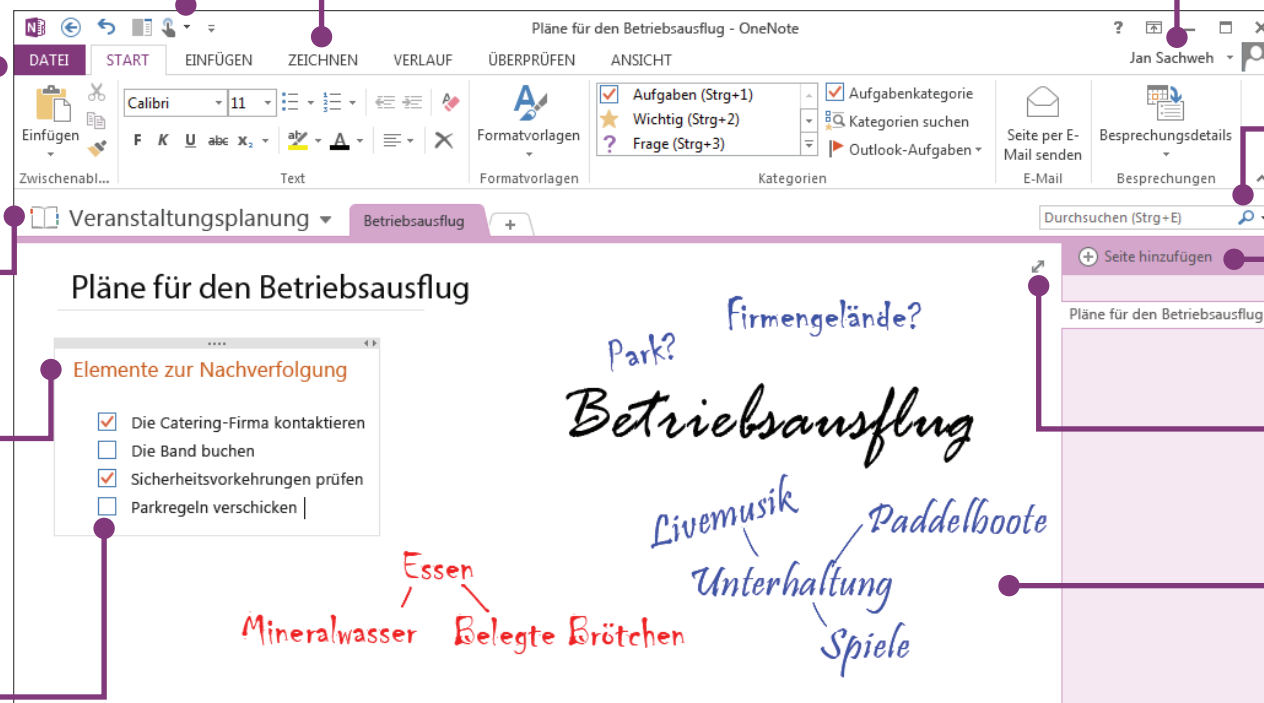 Pläne für den Betriebsausflug - OneNote
?
DATEI START EINFÜGEN ZEICHNEN VERLAUF ÜBERPRÜFEN ANSICHT
Jan Sachweh
Einfügen
Calibri 11
F K U abc x₂ aby A
Formatvorlagen
Aufgaben (Strg+1)
Wichtig (Strg+2)
Frage (Strg+3)
Aufgabenkategorie
Kategorien suchen
Outlook-Aufgaben
Seite per E-
Mail senden
Besprechungsdetails
Zwischenabl... Text Formatvorlagen Kategorien E-Mail Besprechungen
Veranstaltungsplanung Betriebsausflug +
Durchsuchen (Strg+E)
Seite hinzufügen
Pläne für den Betriebsausflug
Pläne für den Betriebsausflug
Elemente zur Nachverfolgung
Die Catering-Firma kontaktieren
Die Band buchen
Sicherheitsvorkehrungen prüfen
Parkregeln verschicken
Firmengelände?
Park?
Betriebsausflug
Livemusik
Paddelboote
Unterhaltung
Spiele
Essen
Mineralwasser Belegte Brötchen